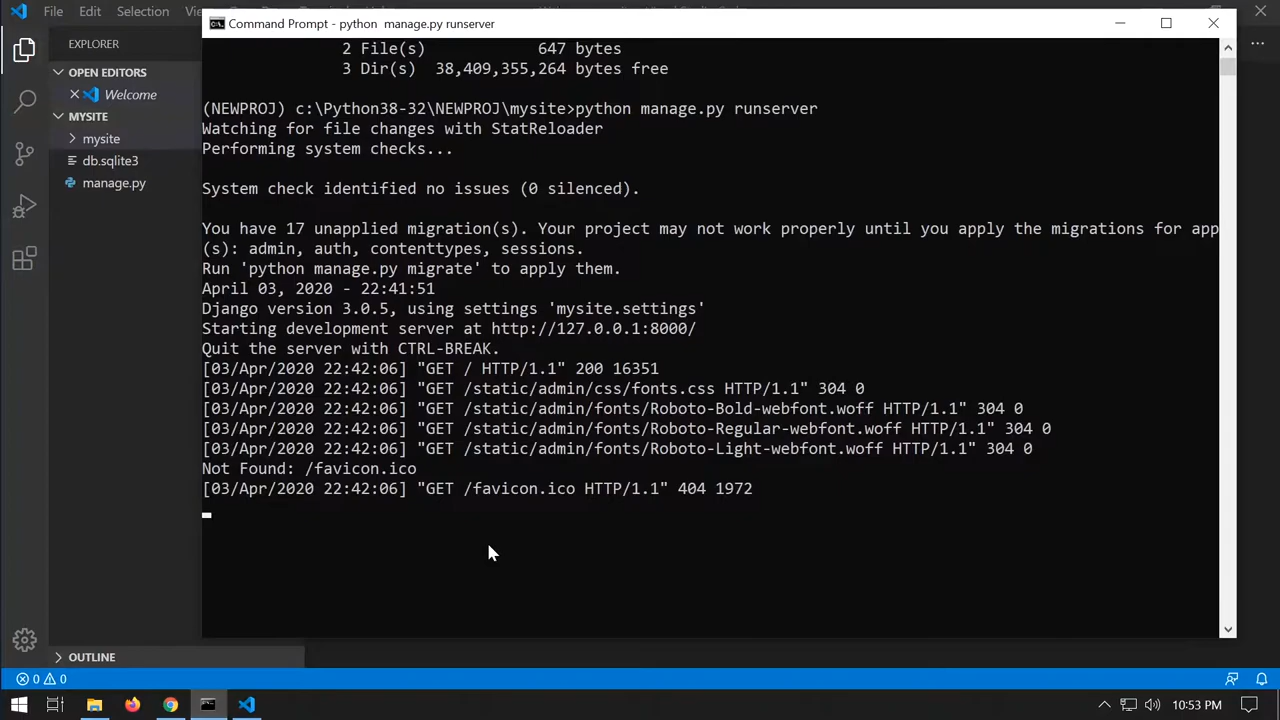 File
Edit
Selection
Command Prompt - python  manage.py runserver
EXPLORER
OPEN EDITORS
Welcome
MYSITE
mysite
db.sqlite3
manage.py
2 File(s)            647 bytes
3 Dir(s)  38,409,355,264 bytes free
(NEWPROJ) c:\Python38-32\NEWPROJ\mysite>python manage.py runserver
Watching for file changes with StatReloader
Performing system checks...
System check identified no issues (0 silenced).
You have 17 unapplied migration(s). Your project may not work properly until you apply the migrations for app
(s): admin, auth, contenttypes, sessions.
Run 'python manage.py migrate' to apply them.
April 03, 2020 - 22:41:51
Django version 3.0.5, using settings 'mysite.settings'
Starting development server at http://127.0.0.1:8000/
Quit the server with CTRL-BREAK.
[03/Apr/2020 22:42:06] "GET / HTTP/1.1" 200 16351
[03/Apr/2020 22:42:06] "GET /static/admin/css/fonts.css HTTP/1.1" 304 0
[03/Apr/2020 22:42:06] "GET /static/admin/fonts/Roboto-Bold-webfont.woff HTTP/1.1" 304 0
[03/Apr/2020 22:42:06] "GET /static/admin/fonts/Roboto-Regular-webfont.woff HTTP/1.1" 304 0
[03/Apr/2020 22:42:06] "GET /static/admin/fonts/Roboto-Light-webfont.woff HTTP/1.1" 304 0
Not Found: /favicon.ico
[03/Apr/2020 22:42:06] "GET /favicon.ico HTTP/1.1" 404 1972
OUTLINE
0 0
10:53 PM